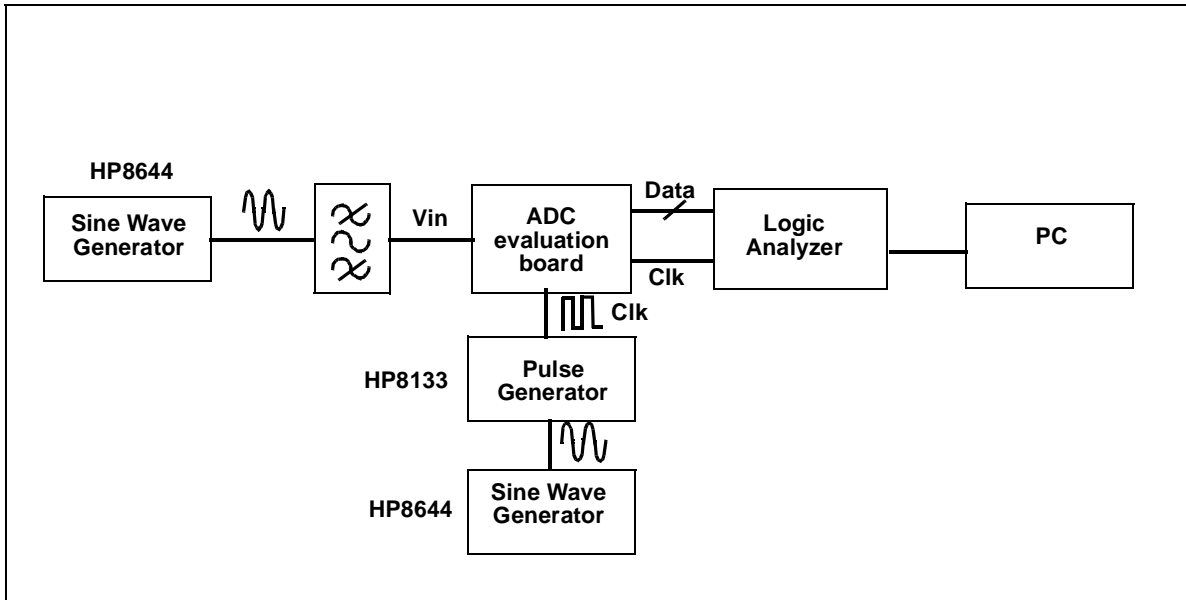 HP8644
Sine Wave
Generator
Vin
ADC
evaluation
board
Data
Clk
Logic
Analyzer
PC
Clk
HP8133
Pulse
Generator
HP8644
Sine Wave
Generator